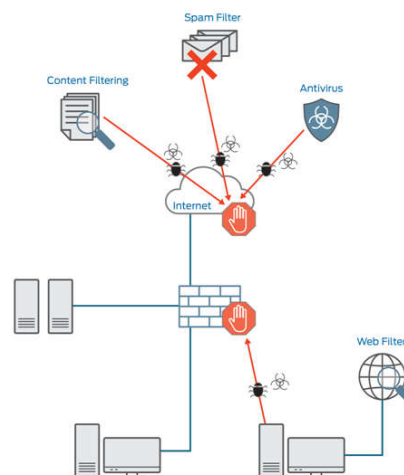 Spam Filter
Content Filtering
Antivirus
Internet
Web Filter